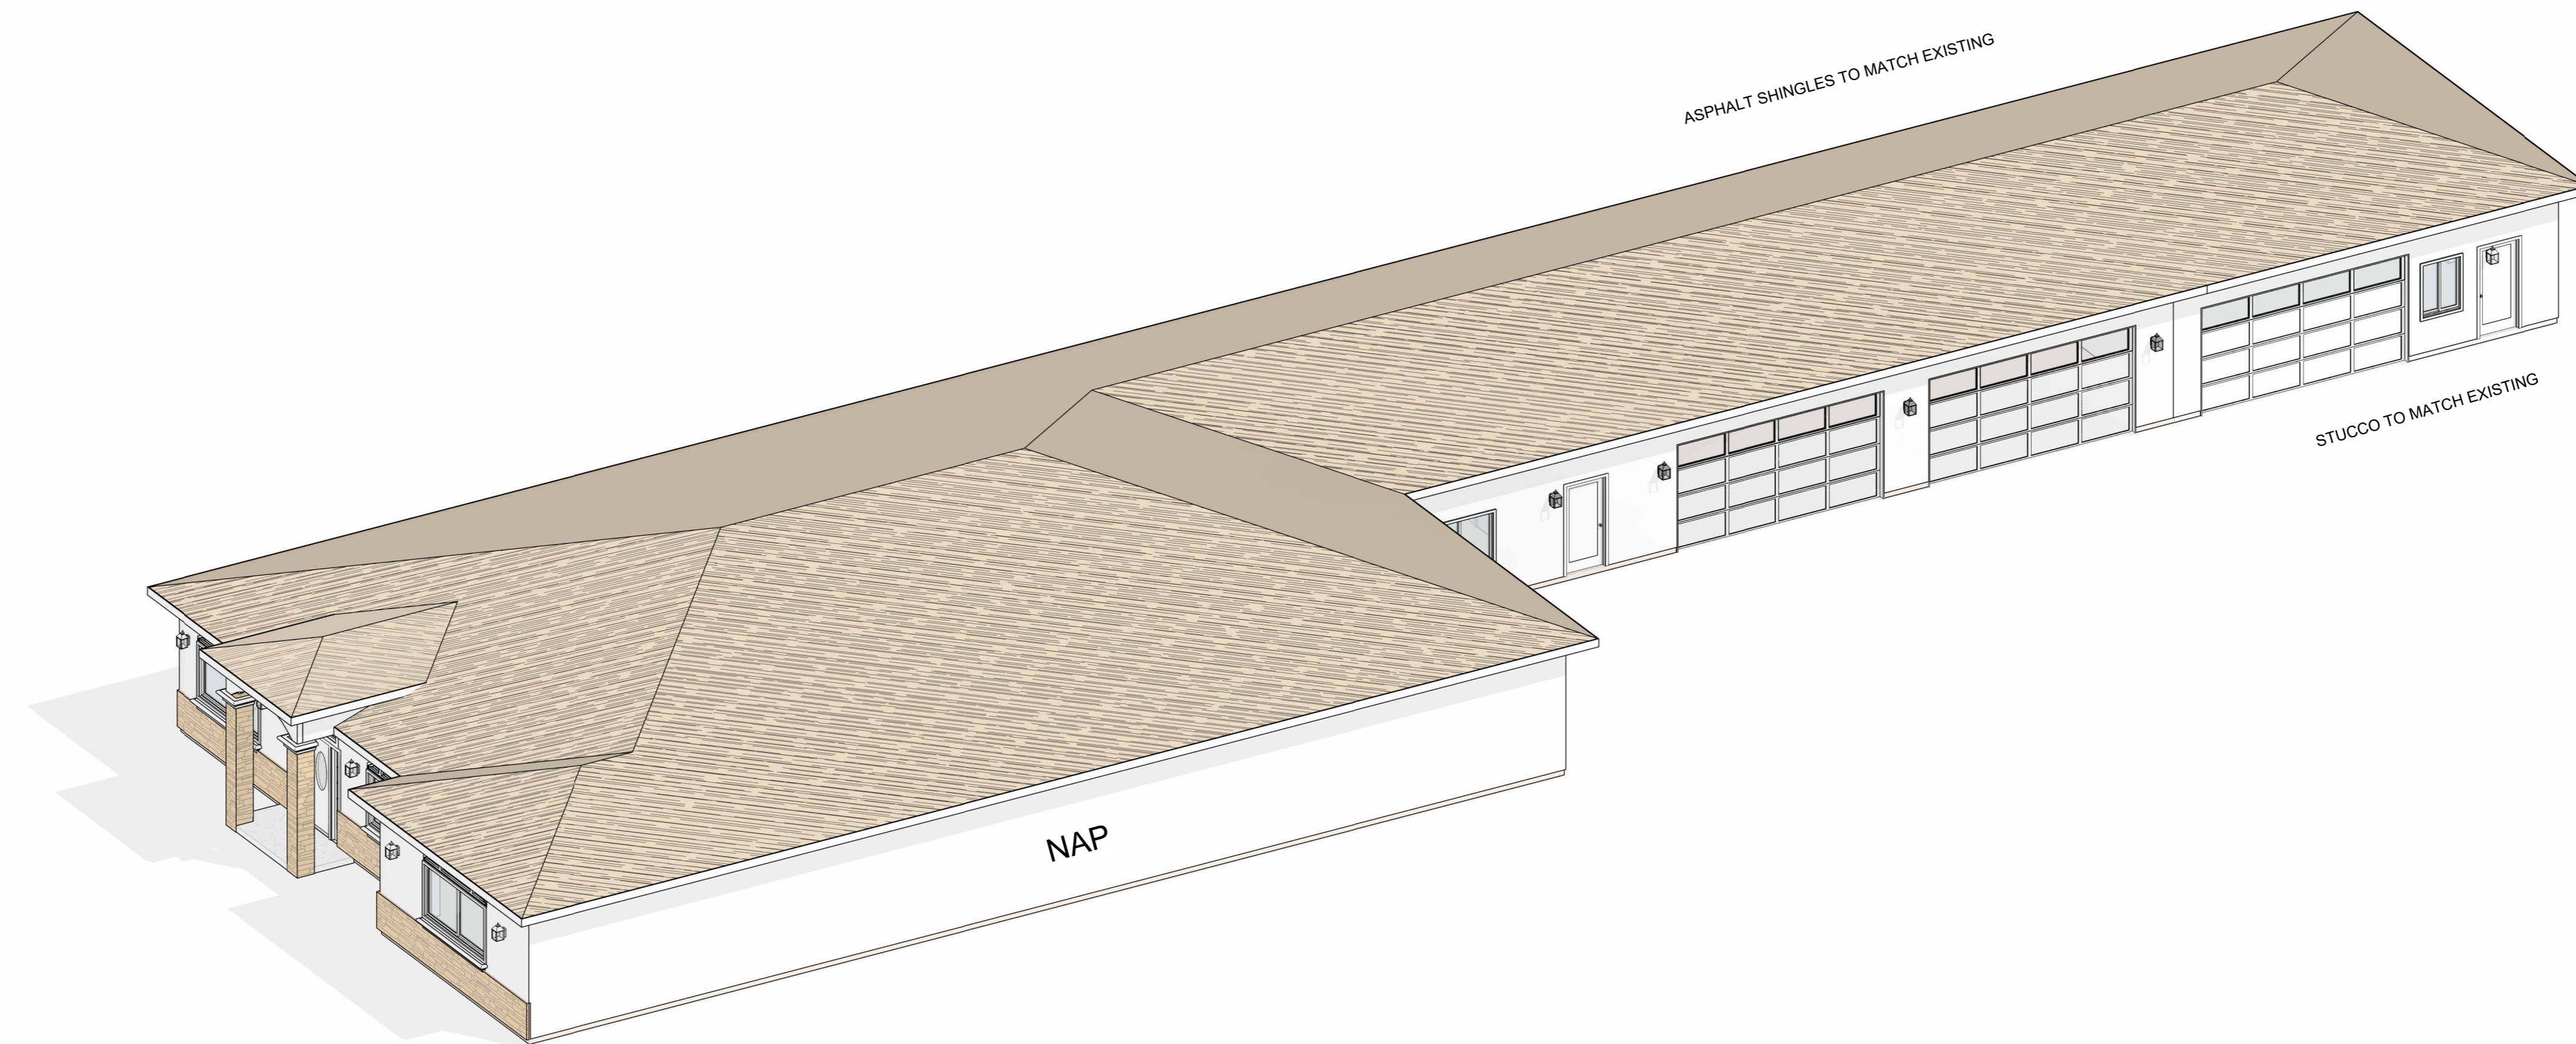 ASPHALT SHINGLES TO MATCH EXISTING
STUCCO TO MATCH EXISTING
NAP